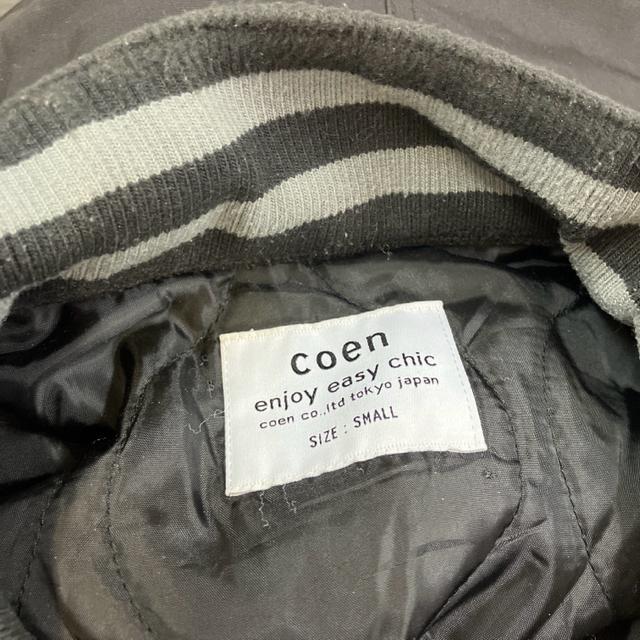 coen
enjoy easy chic
coen co.,ltd tokyo japan
SIZE : SMALL